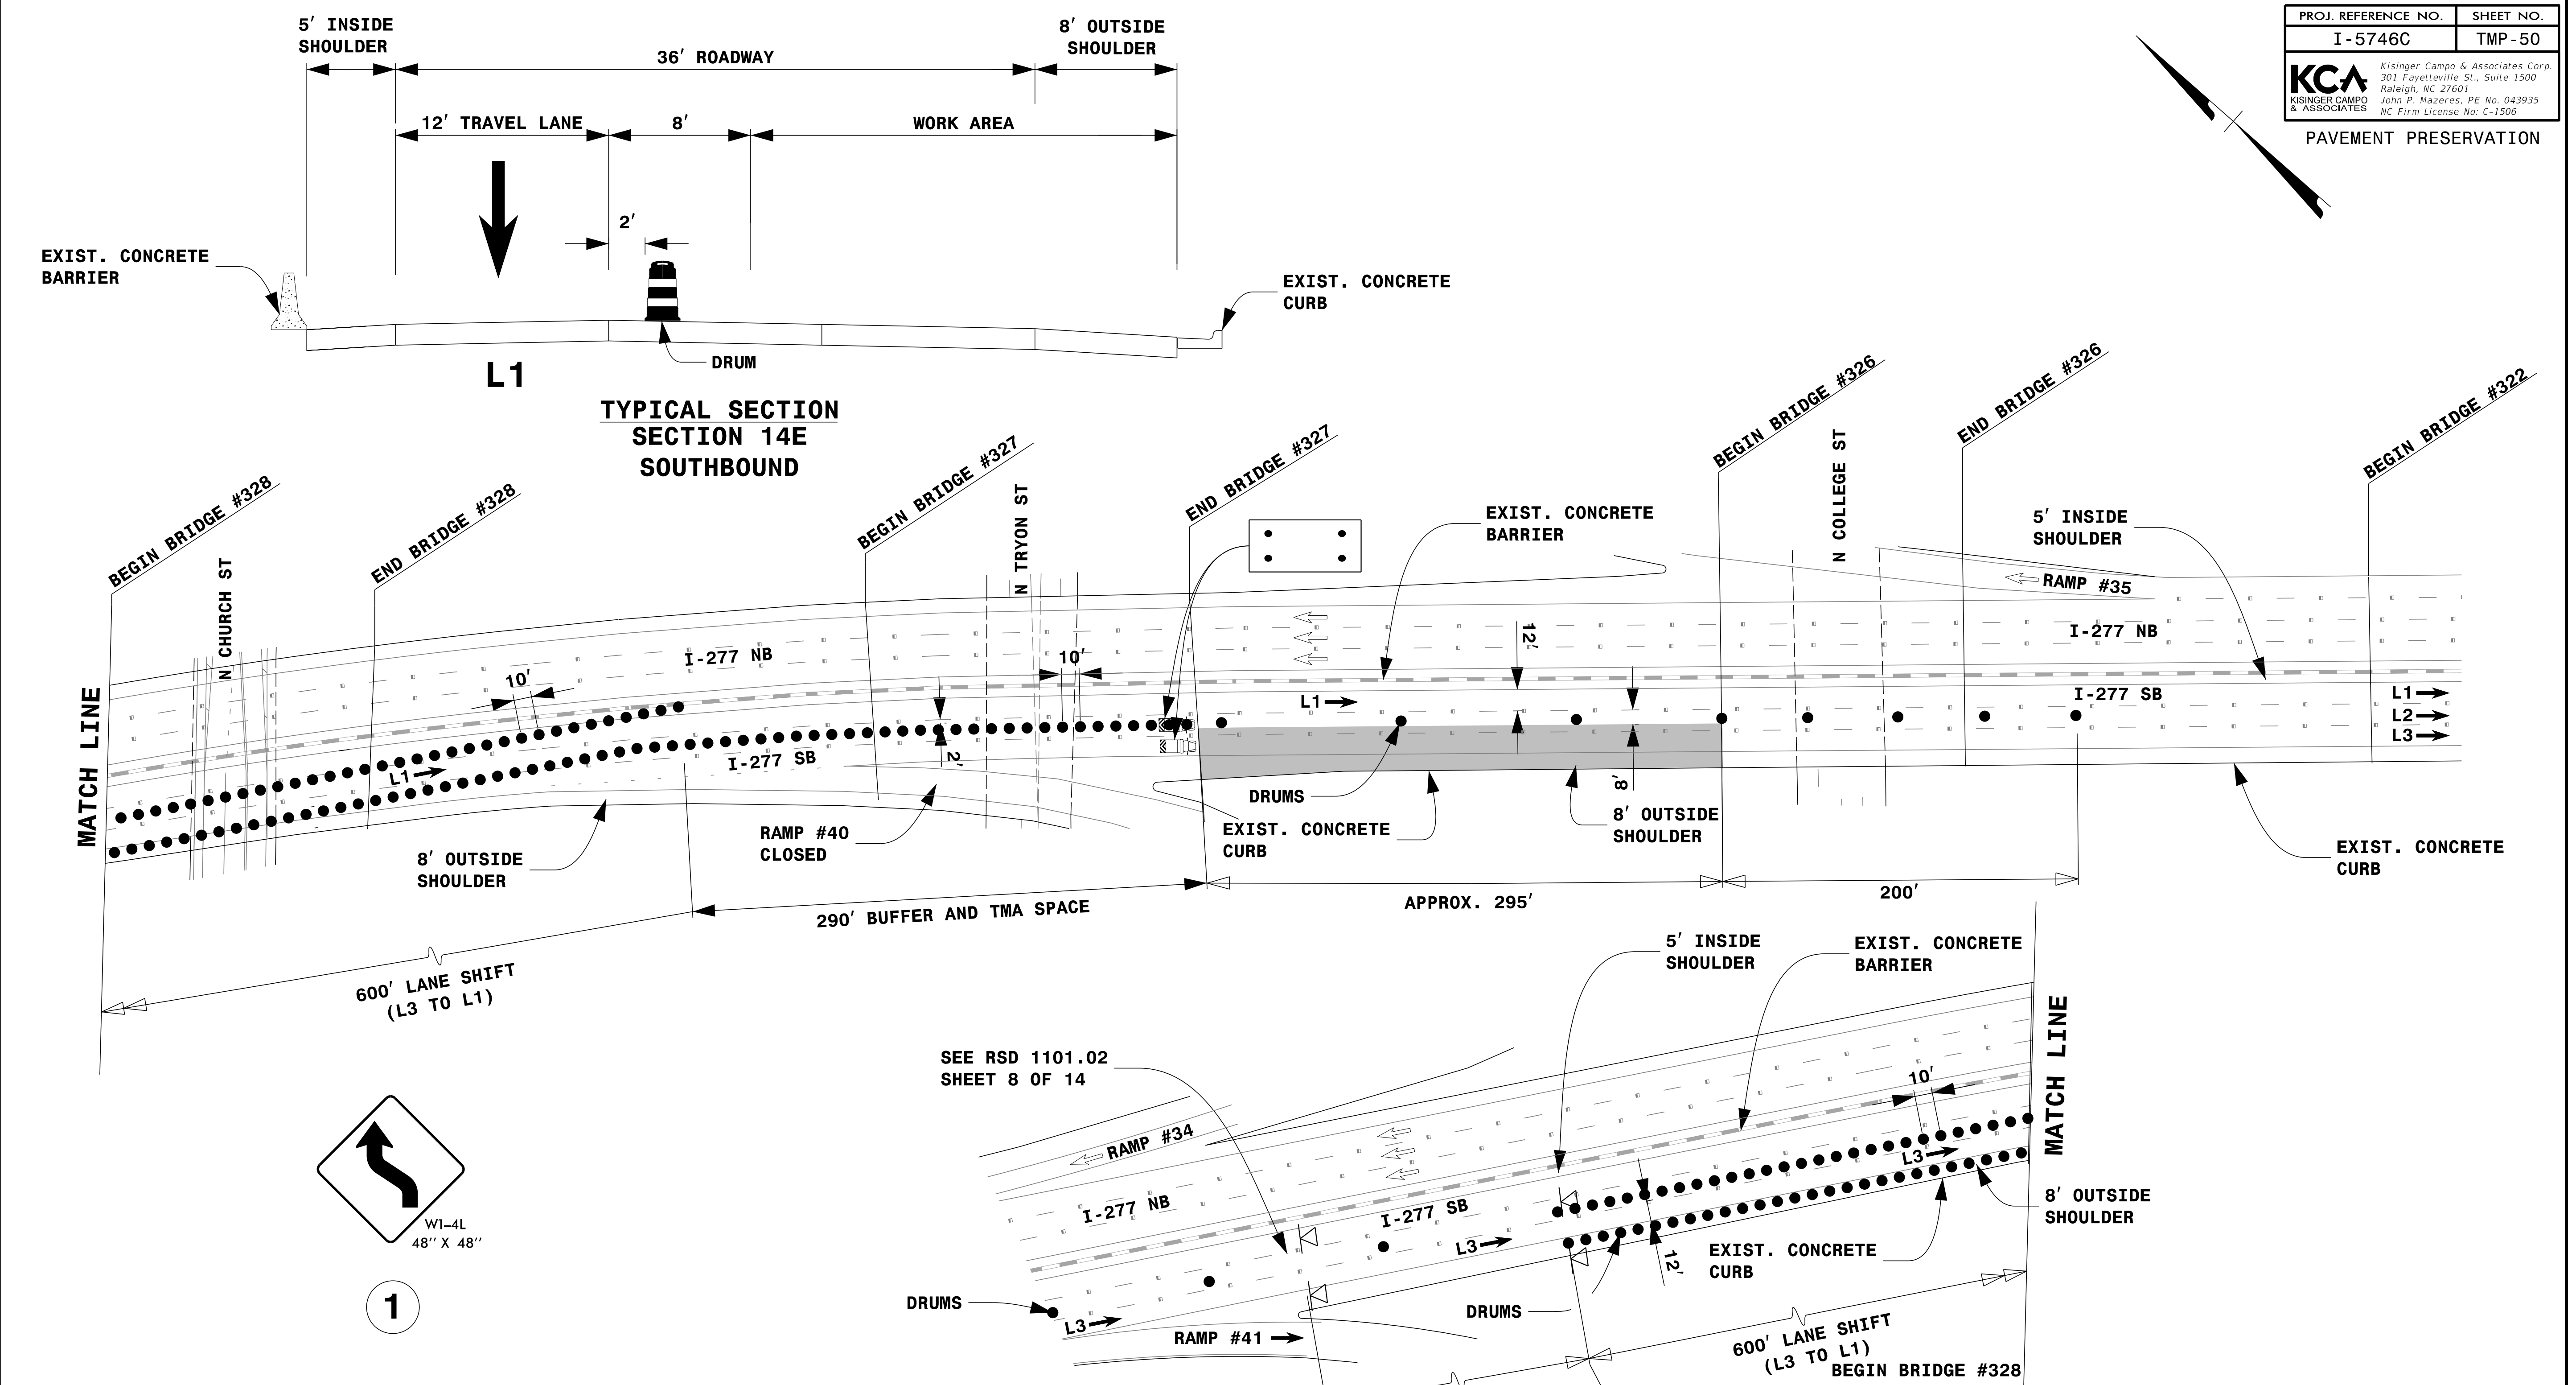 PROJ. REFERENCE NO.
SHEET NO.
I-5746C
TMP-50
KCA
KISINGER CAMPO
& ASSOCIATES
Kisinger Campo & Associates Corp.
301 Fayetteville St., Suite 1500
Raleigh, NC 27601
John P. Mazeres, PE No. 043935
NC Firm License No: C-1506
PAVEMENT PRESERVATION
5' INSIDE
SHOULDER
36' ROADWAY
8' OUTSIDE
SHOULDER
12' TRAVEL LANE
8'
WORK AREA
2'
EXIST. CONCRETE
BARRIER
EXIST. CONCRETE
CURB
DRUM
L1
TYPICAL SECTION
SECTION 14E
SOUTHBOUND
BEGIN BRIDGE #328
N CHURCH ST
END BRIDGE #328
BEGIN BRIDGE #327
N TRYON ST
END BRIDGE #327
EXIST. CONCRETE
BARRIER
BEGIN BRIDGE #326
N COLLEGE ST
END BRIDGE #326
5' INSIDE
SHOULDER
BEGIN BRIDGE #322
RAMP #35
I-277 NB
I-277 NB
10'
10'
12'
L1
I-277 SB
L1
L2
L3
MATCH LINE
L1
I-277 SB
2'
8'
DRUMS
EXIST. CONCRETE
CURB
8' OUTSIDE
SHOULDER
RAMP #40
CLOSED
8' OUTSIDE
SHOULDER
EXIST. CONCRETE
CURB
290' BUFFER AND TMA SPACE
APPROX. 295'
200'
600' LANE SHIFT
(L3 TO L1)
5' INSIDE
SHOULDER
EXIST. CONCRETE
BARRIER
SEE RSD 1101.02
SHEET 8 OF 14
MATCH LINE
10'
RAMP #34
L3
I-277 NB
I-277 SB
L3
8' OUTSIDE
SHOULDER
12'
EXIST. CONCRETE
CURB
DRUMS
L3
DRUMS
RAMP #41
600' LANE SHIFT
(L3 TO L1)
BEGIN BRIDGE #328
W1-4L
48" X 48"
1